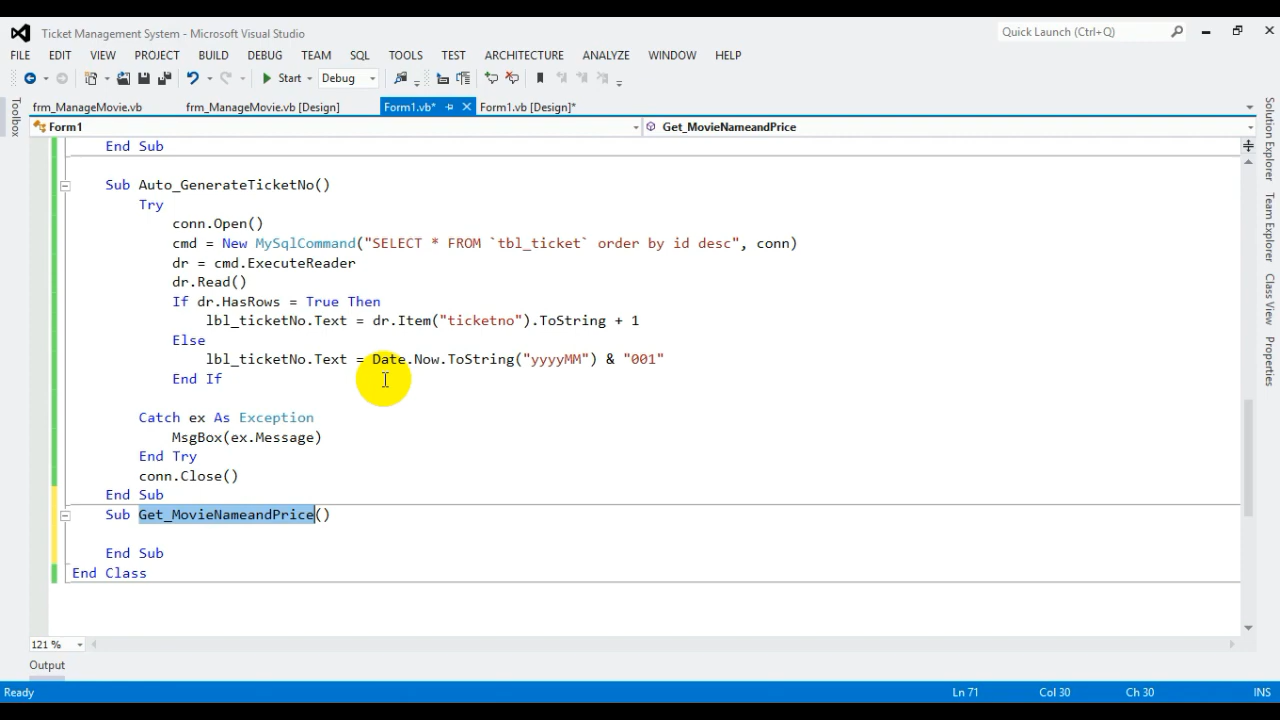 Ticket Management System - Microsoft Visual Studio
Quick Launch (Ctrl+Q)
FILE EDIT VIEW PROJECT BUILD DEBUG TEAM SQL TOOLS TEST ARCHITECTURE ANALYZE WINDOW HELP
Start Debug
Toolbox
frm_ManageMovie.vb frm_ManageMovie.vb [Design] Form1.vb* Form1.vb [Design]*
Form1 Get_MovieNameandPrice
End Sub
Sub Auto_GenerateTicketNo()
Try
conn.Open()
cmd = New MySqlCommand("SELECT * FROM `tbl_ticket` order by id desc", conn)
dr = cmd.ExecuteReader
dr.Read()
If dr.HasRows = True Then
lbl_ticketNo.Text = dr.Item("ticketno").ToString + 1
Else
lbl_ticketNo.Text = Date.Now.ToString("yyyyMM") & "001"
End If
Catch ex As Exception
MsgBox(ex.Message)
End Try
conn.Close()
End Sub
Sub Get_MovieNameandPrice()
End Sub
End Class
121 %
Output
Ready Ln 71 Col 30 Ch 30 INS
Solution Explorer
Team Explorer
Class View
Properties